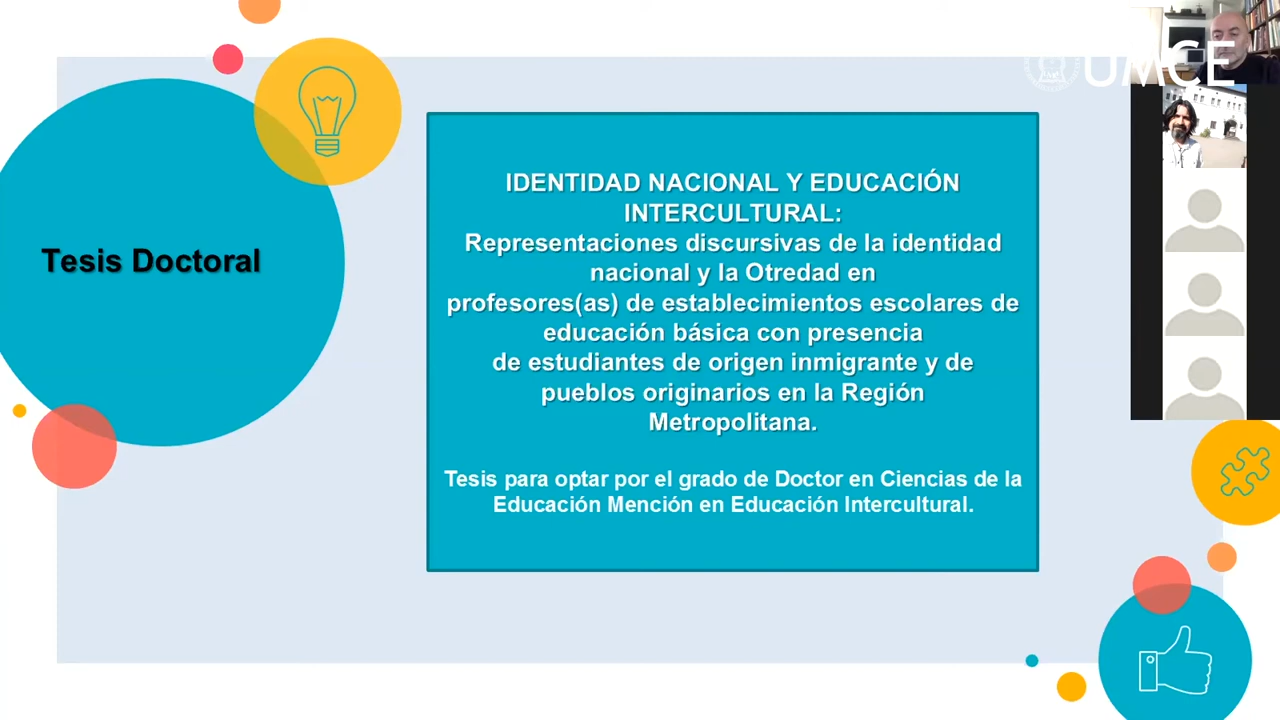 UMCE
Tesis Doctoral
IDENTIDAD NACIONAL Y EDUCACIÓN
INTERCULTURAL:
Representaciones discursivas de la identidad
nacional y la Otredad en
profesores(as) de establecimientos escolares de
educación básica con presencia
de estudiantes de origen inmigrante y de
pueblos originarios en la Región
Metropolitana.
Tesis para optar por el grado de Doctor en Ciencias de la
Educación Mención en Educación Intercultural.